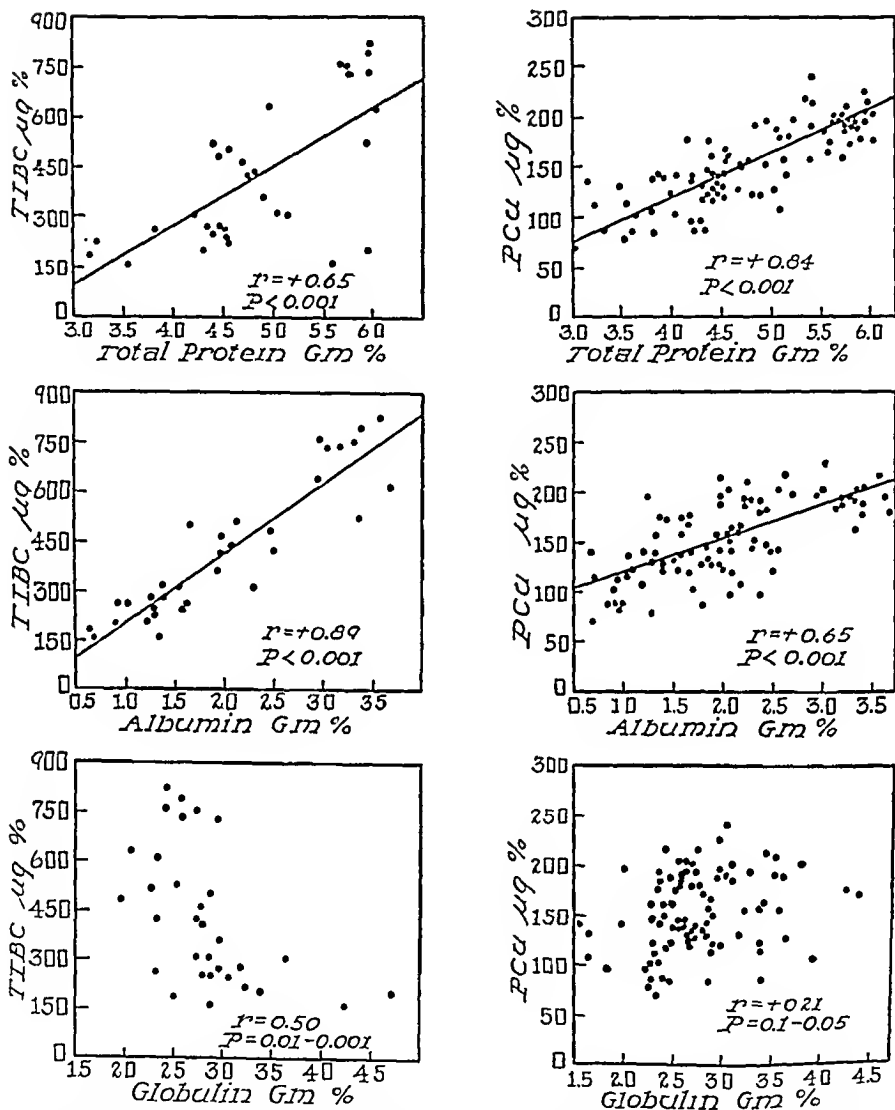 TIBC µg %
900
750
600
450
300
150
0
r=+0.65
P<0.001
3.0 3.5 4.0 4.5 5.0 5.5 6.0
Total Protein Gm %
PCu µg %
300
250
200
150
100
50
0
r=+0.84
P<0.001
3.0 3.5 4.0 4.5 5.0 5.5 6.0
Total Protein Gm %
TIBC µg %
900
750
600
450
300
150
0
r=+0.89
P<0.001
0.5 1.0 1.5 2.0 2.5 3.0 3.5
Albumin Gm %
PCu µg %
300
250
200
150
100
50
0
r=+0.65
P<0.001
0.5 1.0 1.5 2.0 2.5 3.0 3.5
Albumin Gm %
TIBC µg %
900
750
600
450
300
150
0
r=0.50
P=0.01-0.001
1.5 2.0 2.5 3.0 3.5 4.0 4.5
Globulin Gm %
PCu µg %
300
250
200
150
100
50
0
r=+021
P=0.1-0.05
1.5 2.0 2.5 3.0 3.5 4.0 4.5
Globulin Gm %